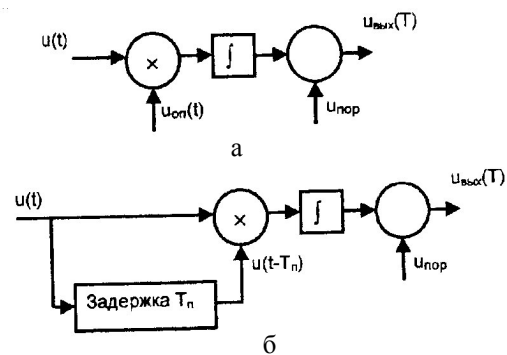 u(t)
×
∫
uвых(T)
uоп(t)
uпор
а
u(t)
×
∫
uвых(T)
u(t-Tп)
uпор
Задержка Tп
б